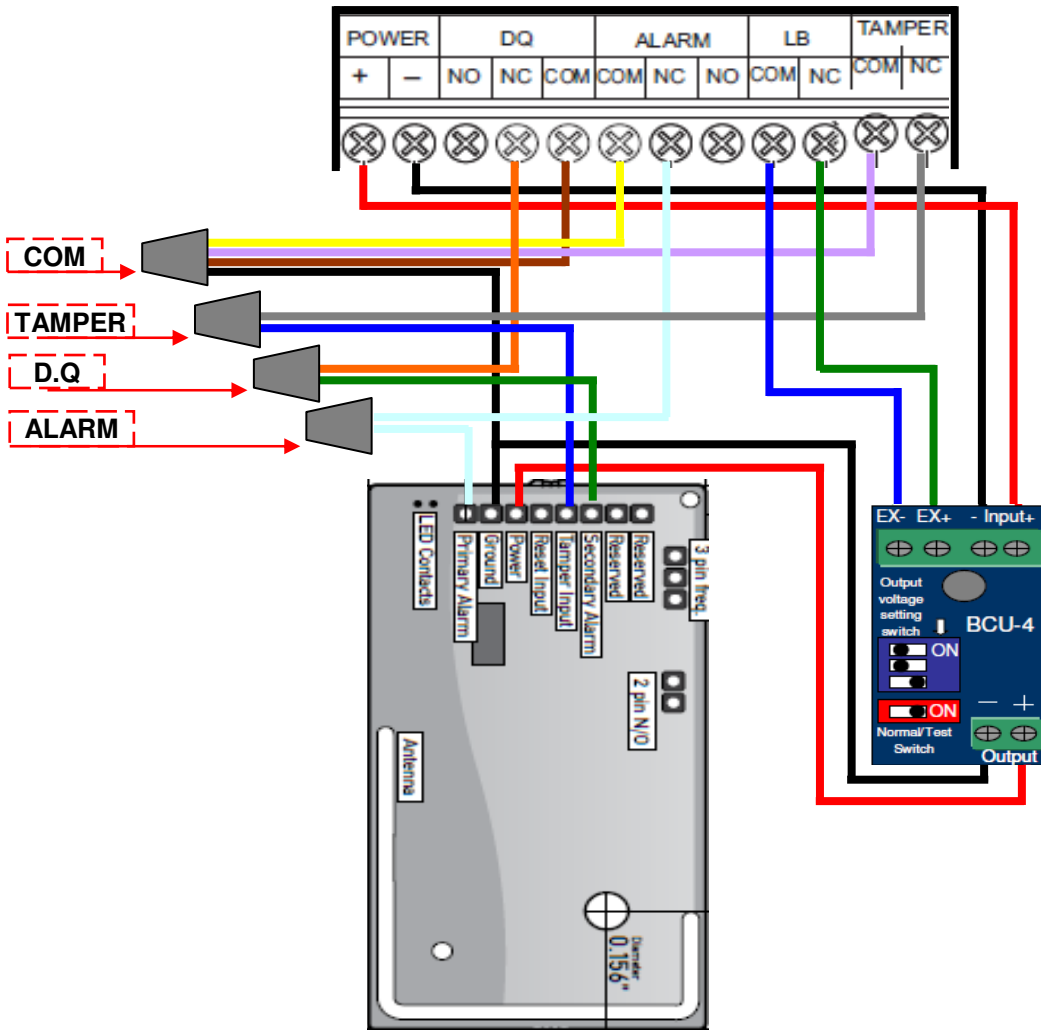 POWER DQ ALARM LB TAMPER
+ − NO NC COM COM NC NO COM NC COM NC
COM
TAMPER
D.Q
ALARM
LED Contacts
Primary Alarm
Ground
Power
Reset Input
Tamper Input
Secondary Alarm
Reserved
Reserved
3 pin freq.
2 pin N/O
Antenna
Diameter
0.156"
EX- EX+ - Input+
Output
voltage
setting
switch
BCU-4
ON
ON
Normal/Test
Switch
− +
Output